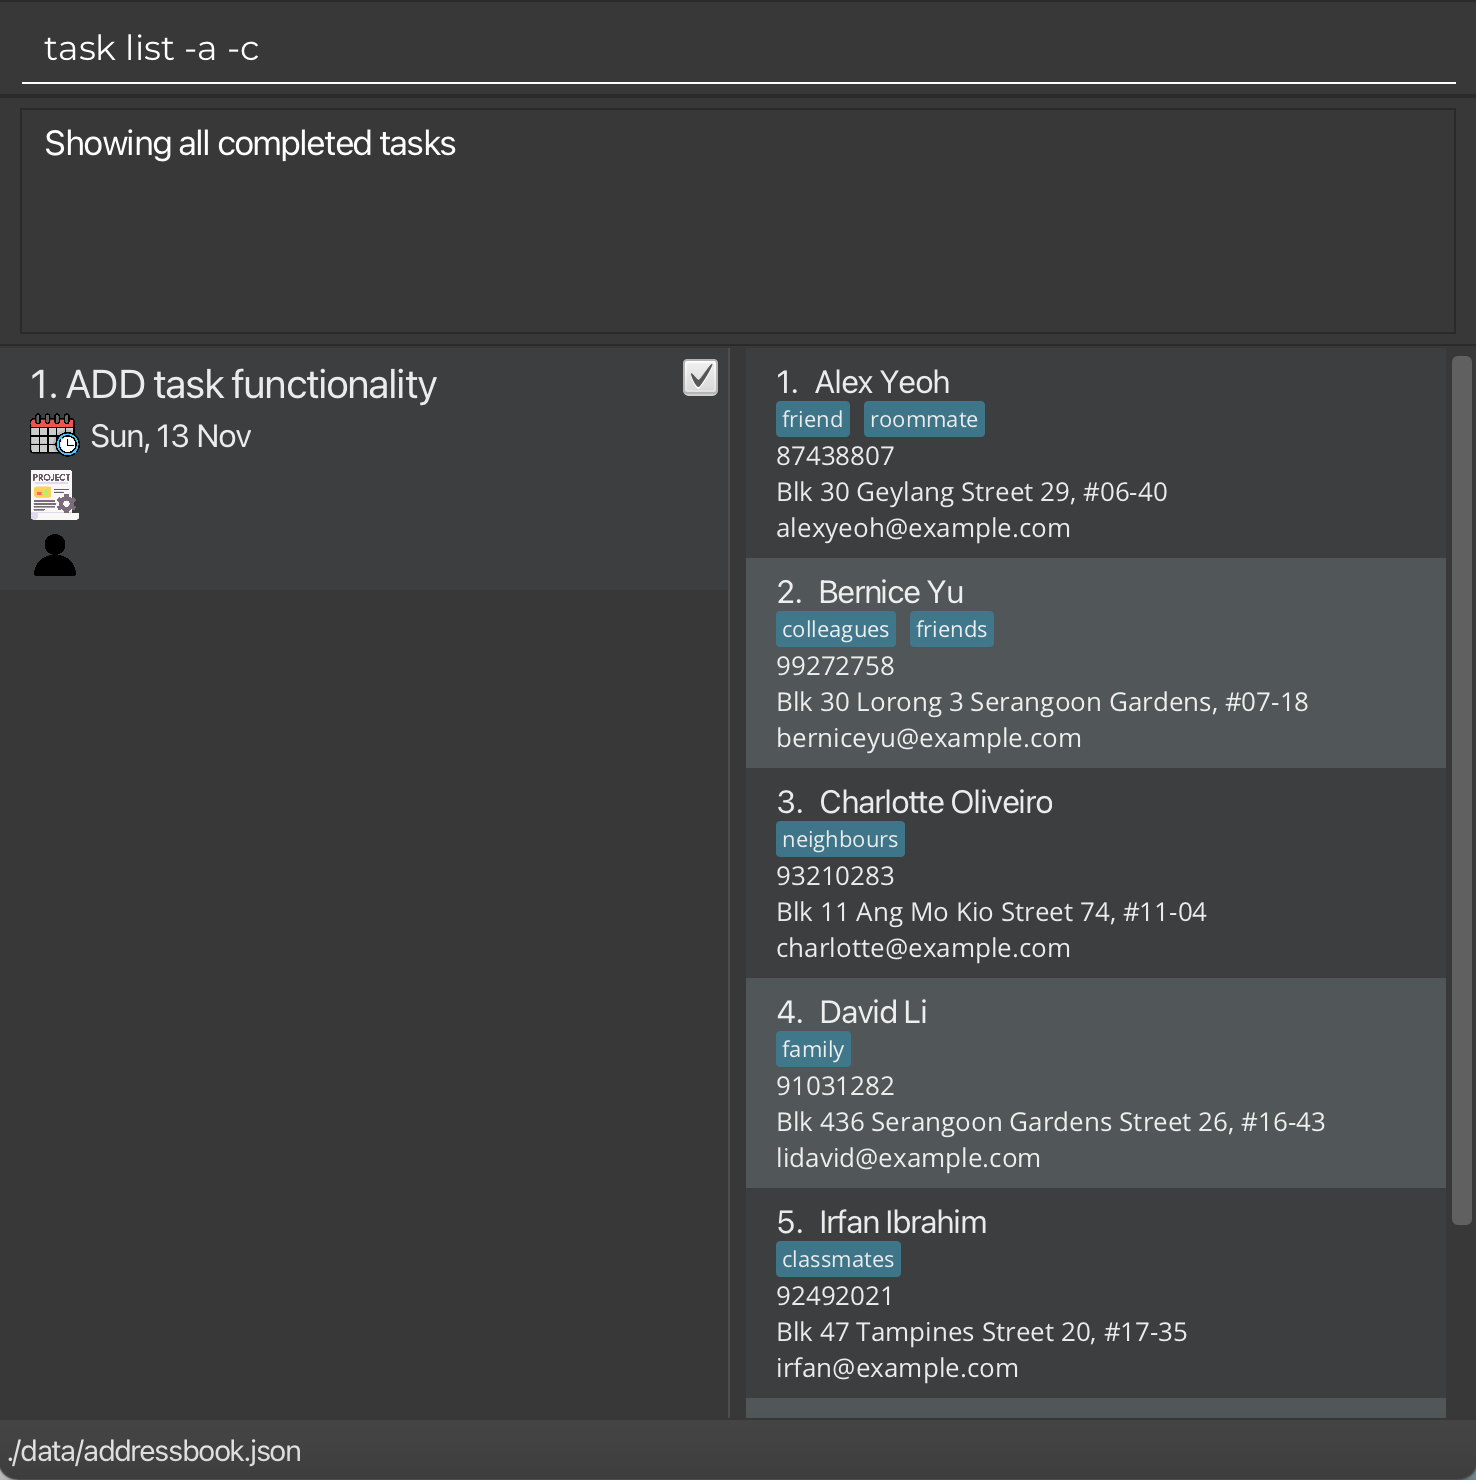 task list -a -c
Showing all completed tasks
1. ADD task functionality
Sun, 13 Nov
PROJECT
1. Alex Yeoh
friend roommate
87438807
Blk 30 Geylang Street 29, #06-40
alexyeoh@example.com
2. Bernice Yu
colleagues friends
99272758
Blk 30 Lorong 3 Serangoon Gardens, #07-18
berniceyu@example.com
3. Charlotte Oliveiro
neighbours
93210283
Blk 11 Ang Mo Kio Street 74, #11-04
charlotte@example.com
4. David Li
family
91031282
Blk 436 Serangoon Gardens Street 26, #16-43
lidavid@example.com
5. Irfan Ibrahim
classmates
92492021
Blk 47 Tampines Street 20, #17-35
irfan@example.com
./data/addressbook.json